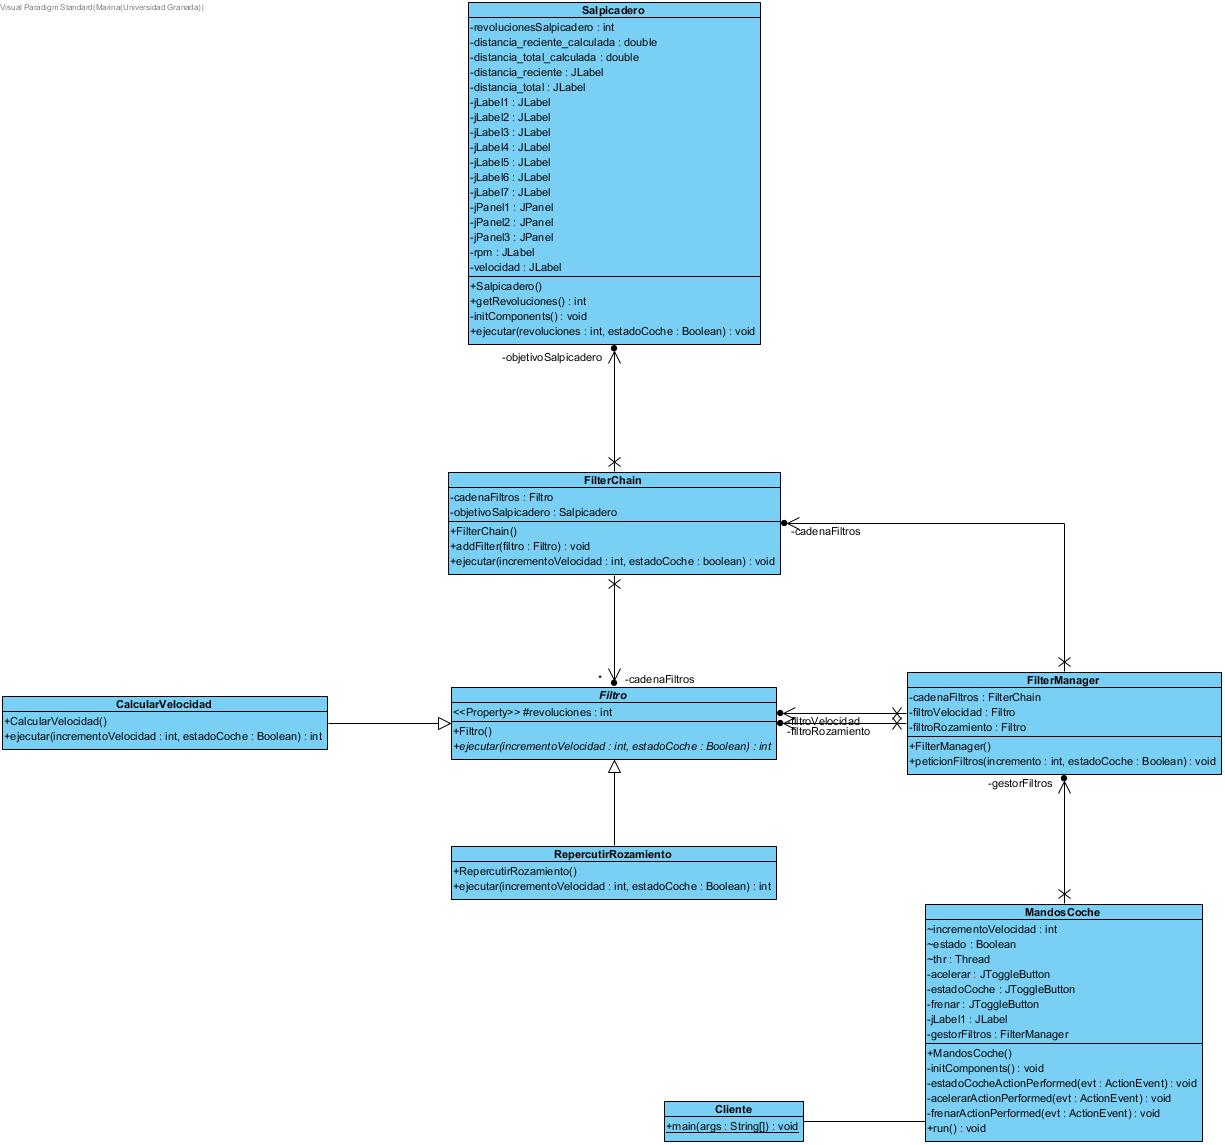 Visual Paradigm Standard(Marina(Universidad Granada))
Salpicadero
-revolucionesSalpicadero : int
-distancia_reciente_calculada : double
-distancia_total_calculada : double
-distancia_reciente : JLabel
-distancia_total : JLabel
-jLabel1 : JLabel
-jLabel2 : JLabel
-jLabel3 : JLabel
-jLabel4 : JLabel
-jLabel5 : JLabel
-jLabel6 : JLabel
-jLabel7 : JLabel
-jPanel1 : JPanel
-jPanel2 : JPanel
-jPanel3 : JPanel
-rpm : JLabel
-velocidad : JLabel
+Salpicadero()
+getRevoluciones() : int
-initComponents() : void
+ejecutar(revoluciones : int, estadoCoche : Boolean) : void
-objetivoSalpicadero
FilterChain
-cadenaFiltros : Filtro
-objetivoSalpicadero : Salpicadero
+FilterChain()
+addFilter(filtro : Filtro) : void
+ejecutar(incrementoVelocidad : int, estadoCoche : boolean) : void
-cadenaFiltros
* -cadenaFiltros
CalcularVelocidad
+CalcularVelocidad()
+ejecutar(incrementoVelocidad : int, estadoCoche : Boolean) : int
Filtro
<<Property>> #revoluciones : int
+Filtro()
+ejecutar(incrementoVelocidad : int, estadoCoche : Boolean) : int
-filtroVelocidad
-filtroRozamiento
FilterManager
-cadenaFiltros : FilterChain
-filtroVelocidad : Filtro
-filtroRozamiento : Filtro
+FilterManager()
+peticionFiltros(incremento : int, estadoCoche : Boolean) : void
-gestorFiltros
RepercutirRozamiento
+RepercutirRozamiento()
+ejecutar(incrementoVelocidad : int, estadoCoche : Boolean) : int
MandosCoche
~incrementoVelocidad : int
~estado : Boolean
~thr : Thread
-acelerar : JToggleButton
-estadoCoche : JToggleButton
-frenar : JToggleButton
-jLabel1 : JLabel
-gestorFiltros : FilterManager
+MandosCoche()
-initComponents() : void
-estadoCocheActionPerformed(evt : ActionEvent) : void
-acelerarActionPerformed(evt : ActionEvent) : void
-frenarActionPerformed(evt : ActionEvent) : void
+run() : void
Cliente
+main(args : String[]) : void